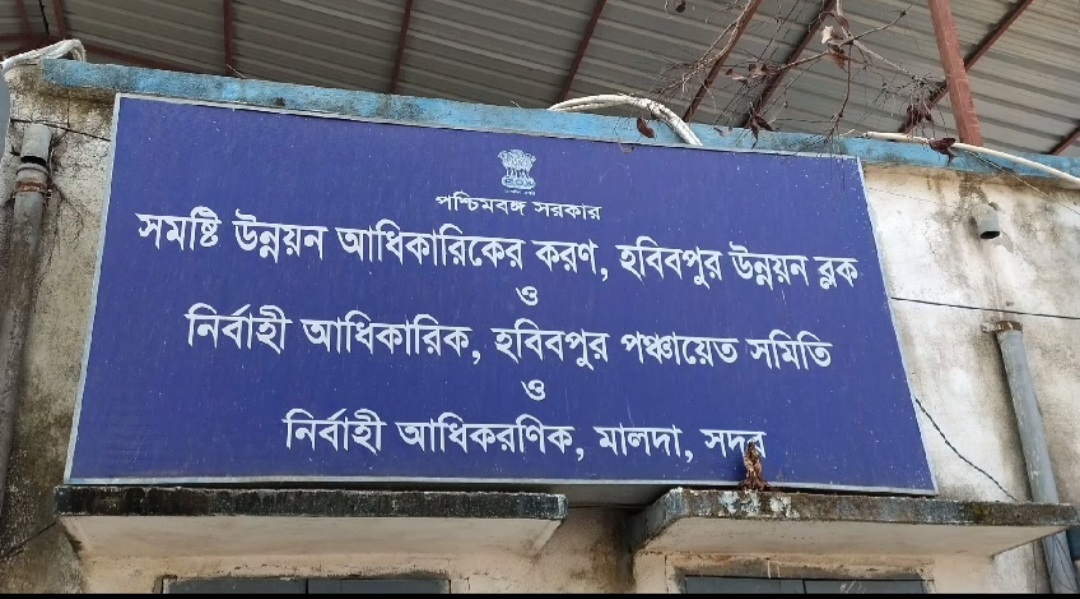 পশ্চিমবঙ্গ সরকার
সমষ্টি উন্নয়ন আধিকারিকের করণ, হবিবপুর উন্নয়ন ব্লক
ও
নির্বাহী আধিকারিক, হবিবপুর পঞ্চায়েত সমিতি
ও
নির্বাহী আধিকরণিক, মালদা, সদর